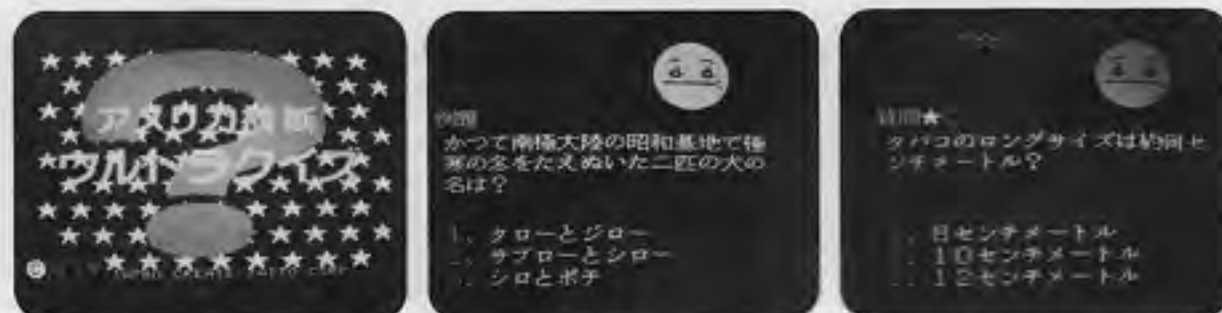 アメリカ横断
ウルトラクイズ
例題
かつて南極大陸の昭和基地で極
寒の冬をたえぬいた二匹の犬の
名は?
1. タローとジロー
サブローとシロー
シロとポチ
質問★
タバコのロングサイズは約何セ
ンチメートル?
8センチメートル
10センチメートル
12センチメートル